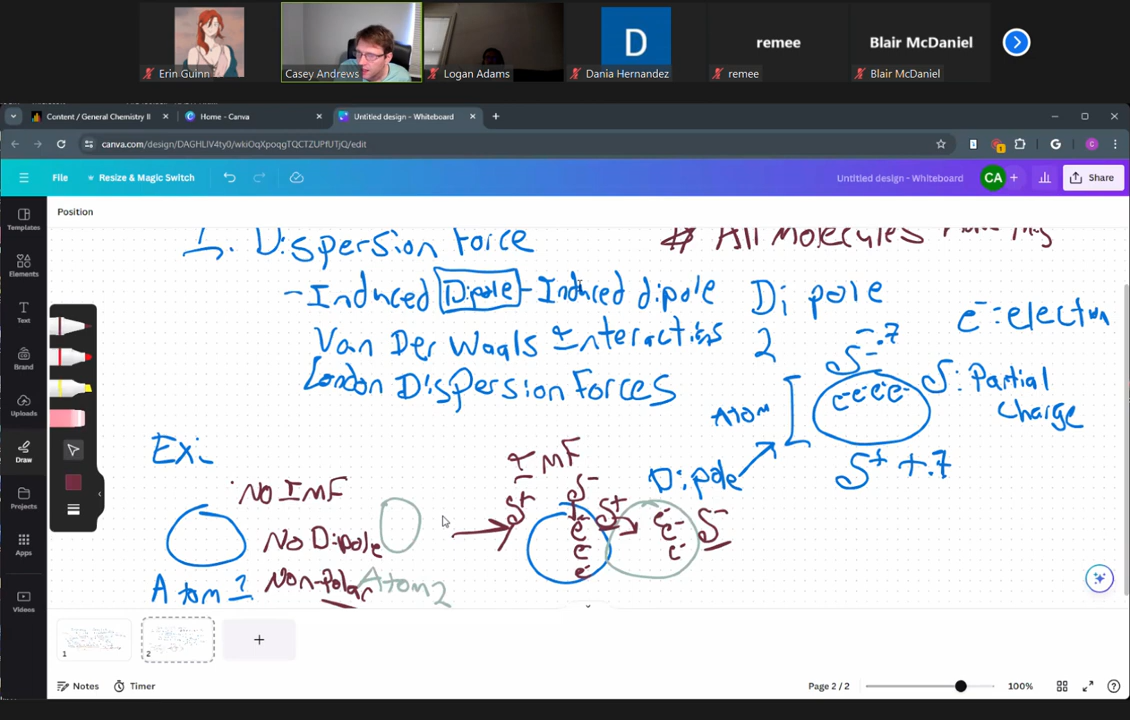 Erin Guinn
Casey Andrews
Logan Adams
D
Dania Hernandez
remee
remee
Blair McDaniel
Blair McDaniel
Content / General Chemistry II
Home - Canva
Untitled design - Whiteboard
canva.com/design/DAGHLIV4ty0/wkiOqXpoqgTQCTZUPfUTjQ/edit
File
Resize & Magic Switch
Untitled design - Whiteboard
CA
Share
Position
Templates
Elements
Text
Brand
Uploads
Draw
Projects
Apps
Videos
1. Dispersion Force
# All Molecules
-Induced Dipole-Induced dipole
Van Der Waals Interactions
London Dispersion Forces
Di pole
2
e-: electron
δ- -.7
e- e- e- e-
δ: Partial
Charge
Atom
δ+ +.7
Dipole
Ex:
No IMF
No Dipole
Non-Polar
Atom 1
Atom 2
IMF
δ+
δ-
e
e
e-
δ+
e-
e-
e-
δ-
1
2
Notes
Timer
Page 2 / 2
100%